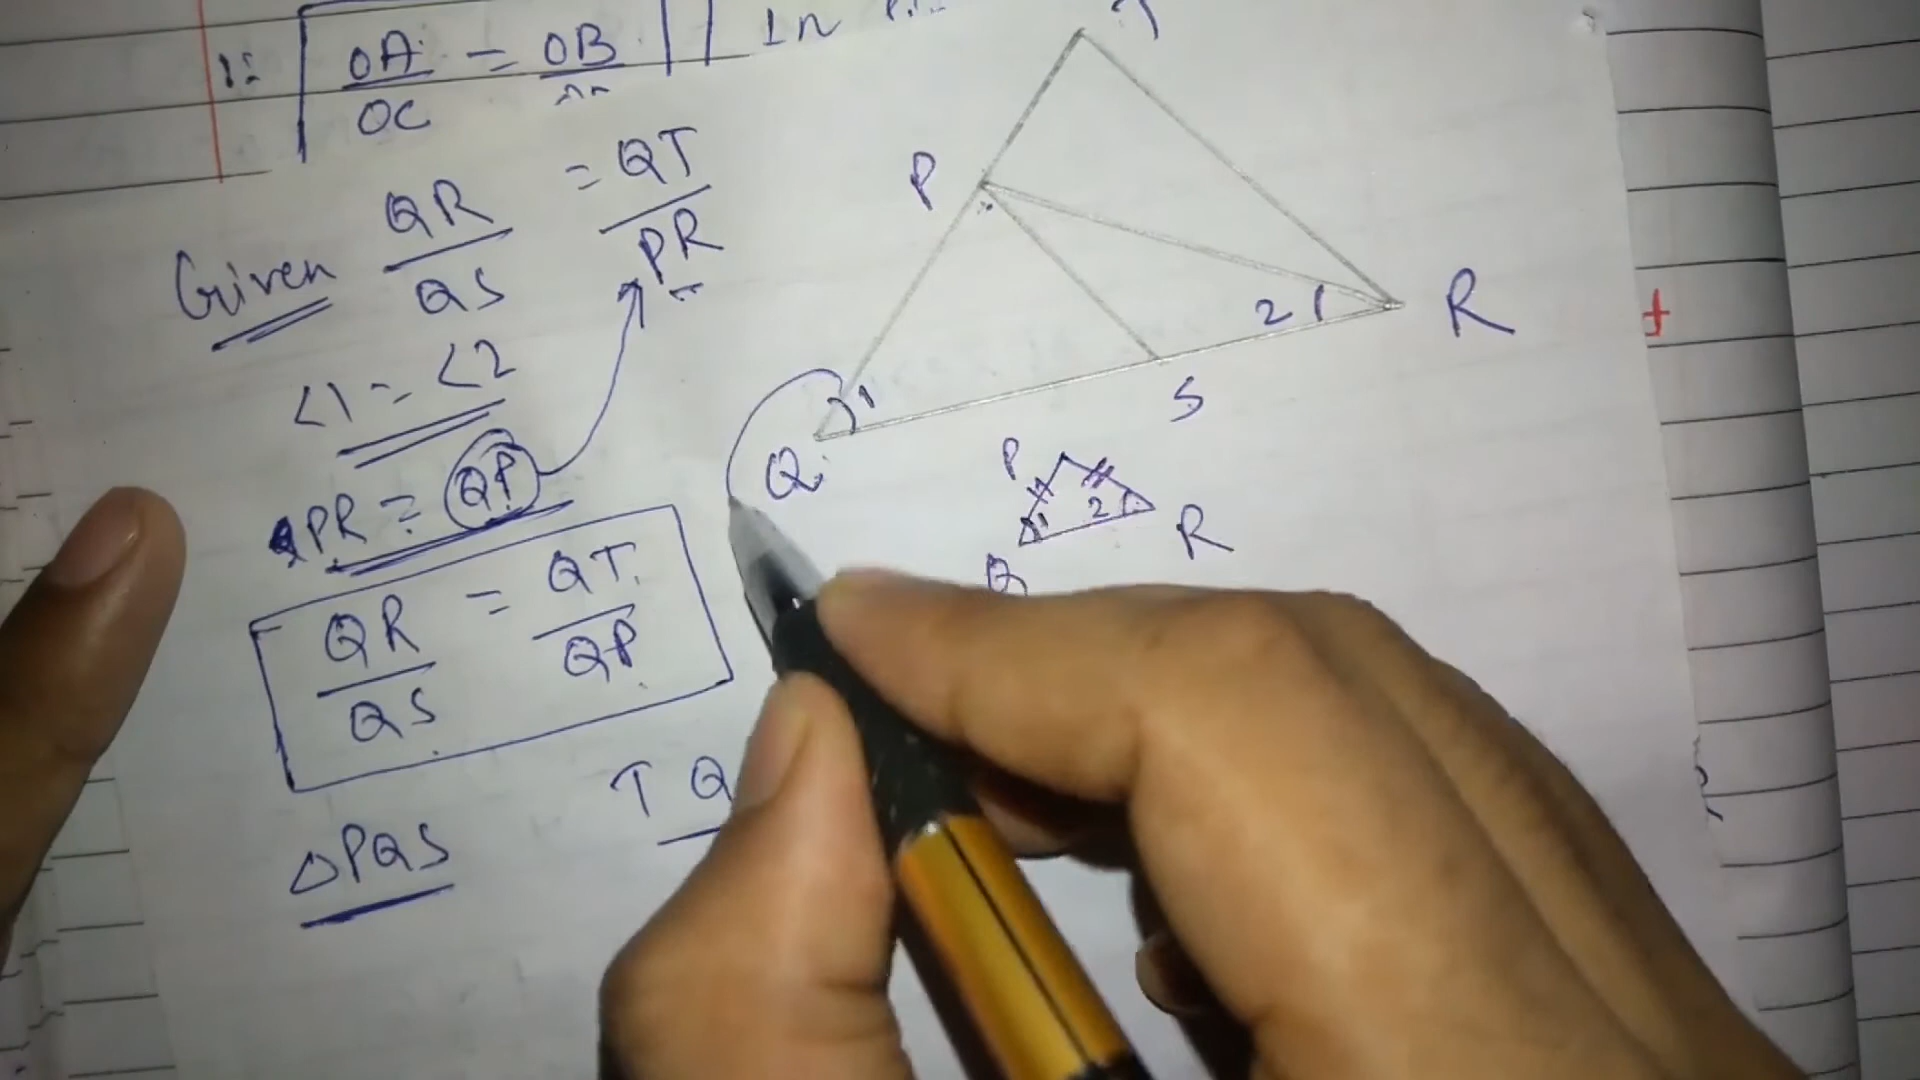 ∴ OA = OB In
OC
QR = QT
Given QS PR
∠1 = ∠2
PR = QP
QR = QT
QS QP
△PQS T Q
P
2 1
R
1
S
Q
P
1 2
R
Q